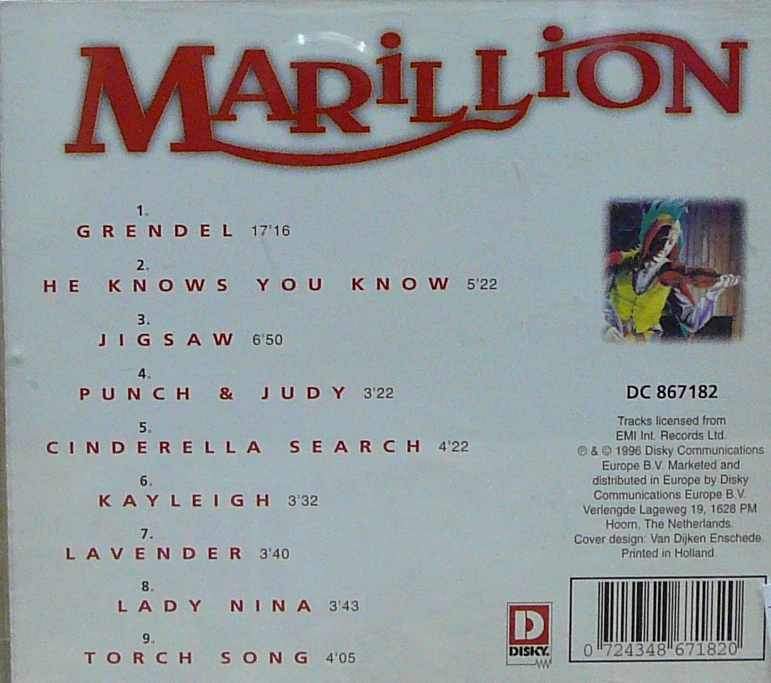 MARiLLiON
1.
GRENDEL 17'16
2.
HE KNOWS YOU KNOW 5'22
3.
JIGSAW 6'50
4.
PUNCH & JUDY 3'22
5.
CINDERELLA SEARCH 4'22
6.
KAYLEIGH 3'32
7.
LAVENDER 3'40
8.
LADY NINA 3'43
9.
TORCH SONG 4'05
DC 867182
Tracks licensed from
EMI Int. Records Ltd.
℗ & © 1996 Disky Communications
Europe B.V. Marketed and
distributed in Europe by Disky
Communications Europe B.V.
Verlengde Lageweg 19, 1628 PM
Hoorn, The Netherlands.
Cover design: Van Dijken Enschede.
Printed in Holland
D
DISKY.
0 724348 671820